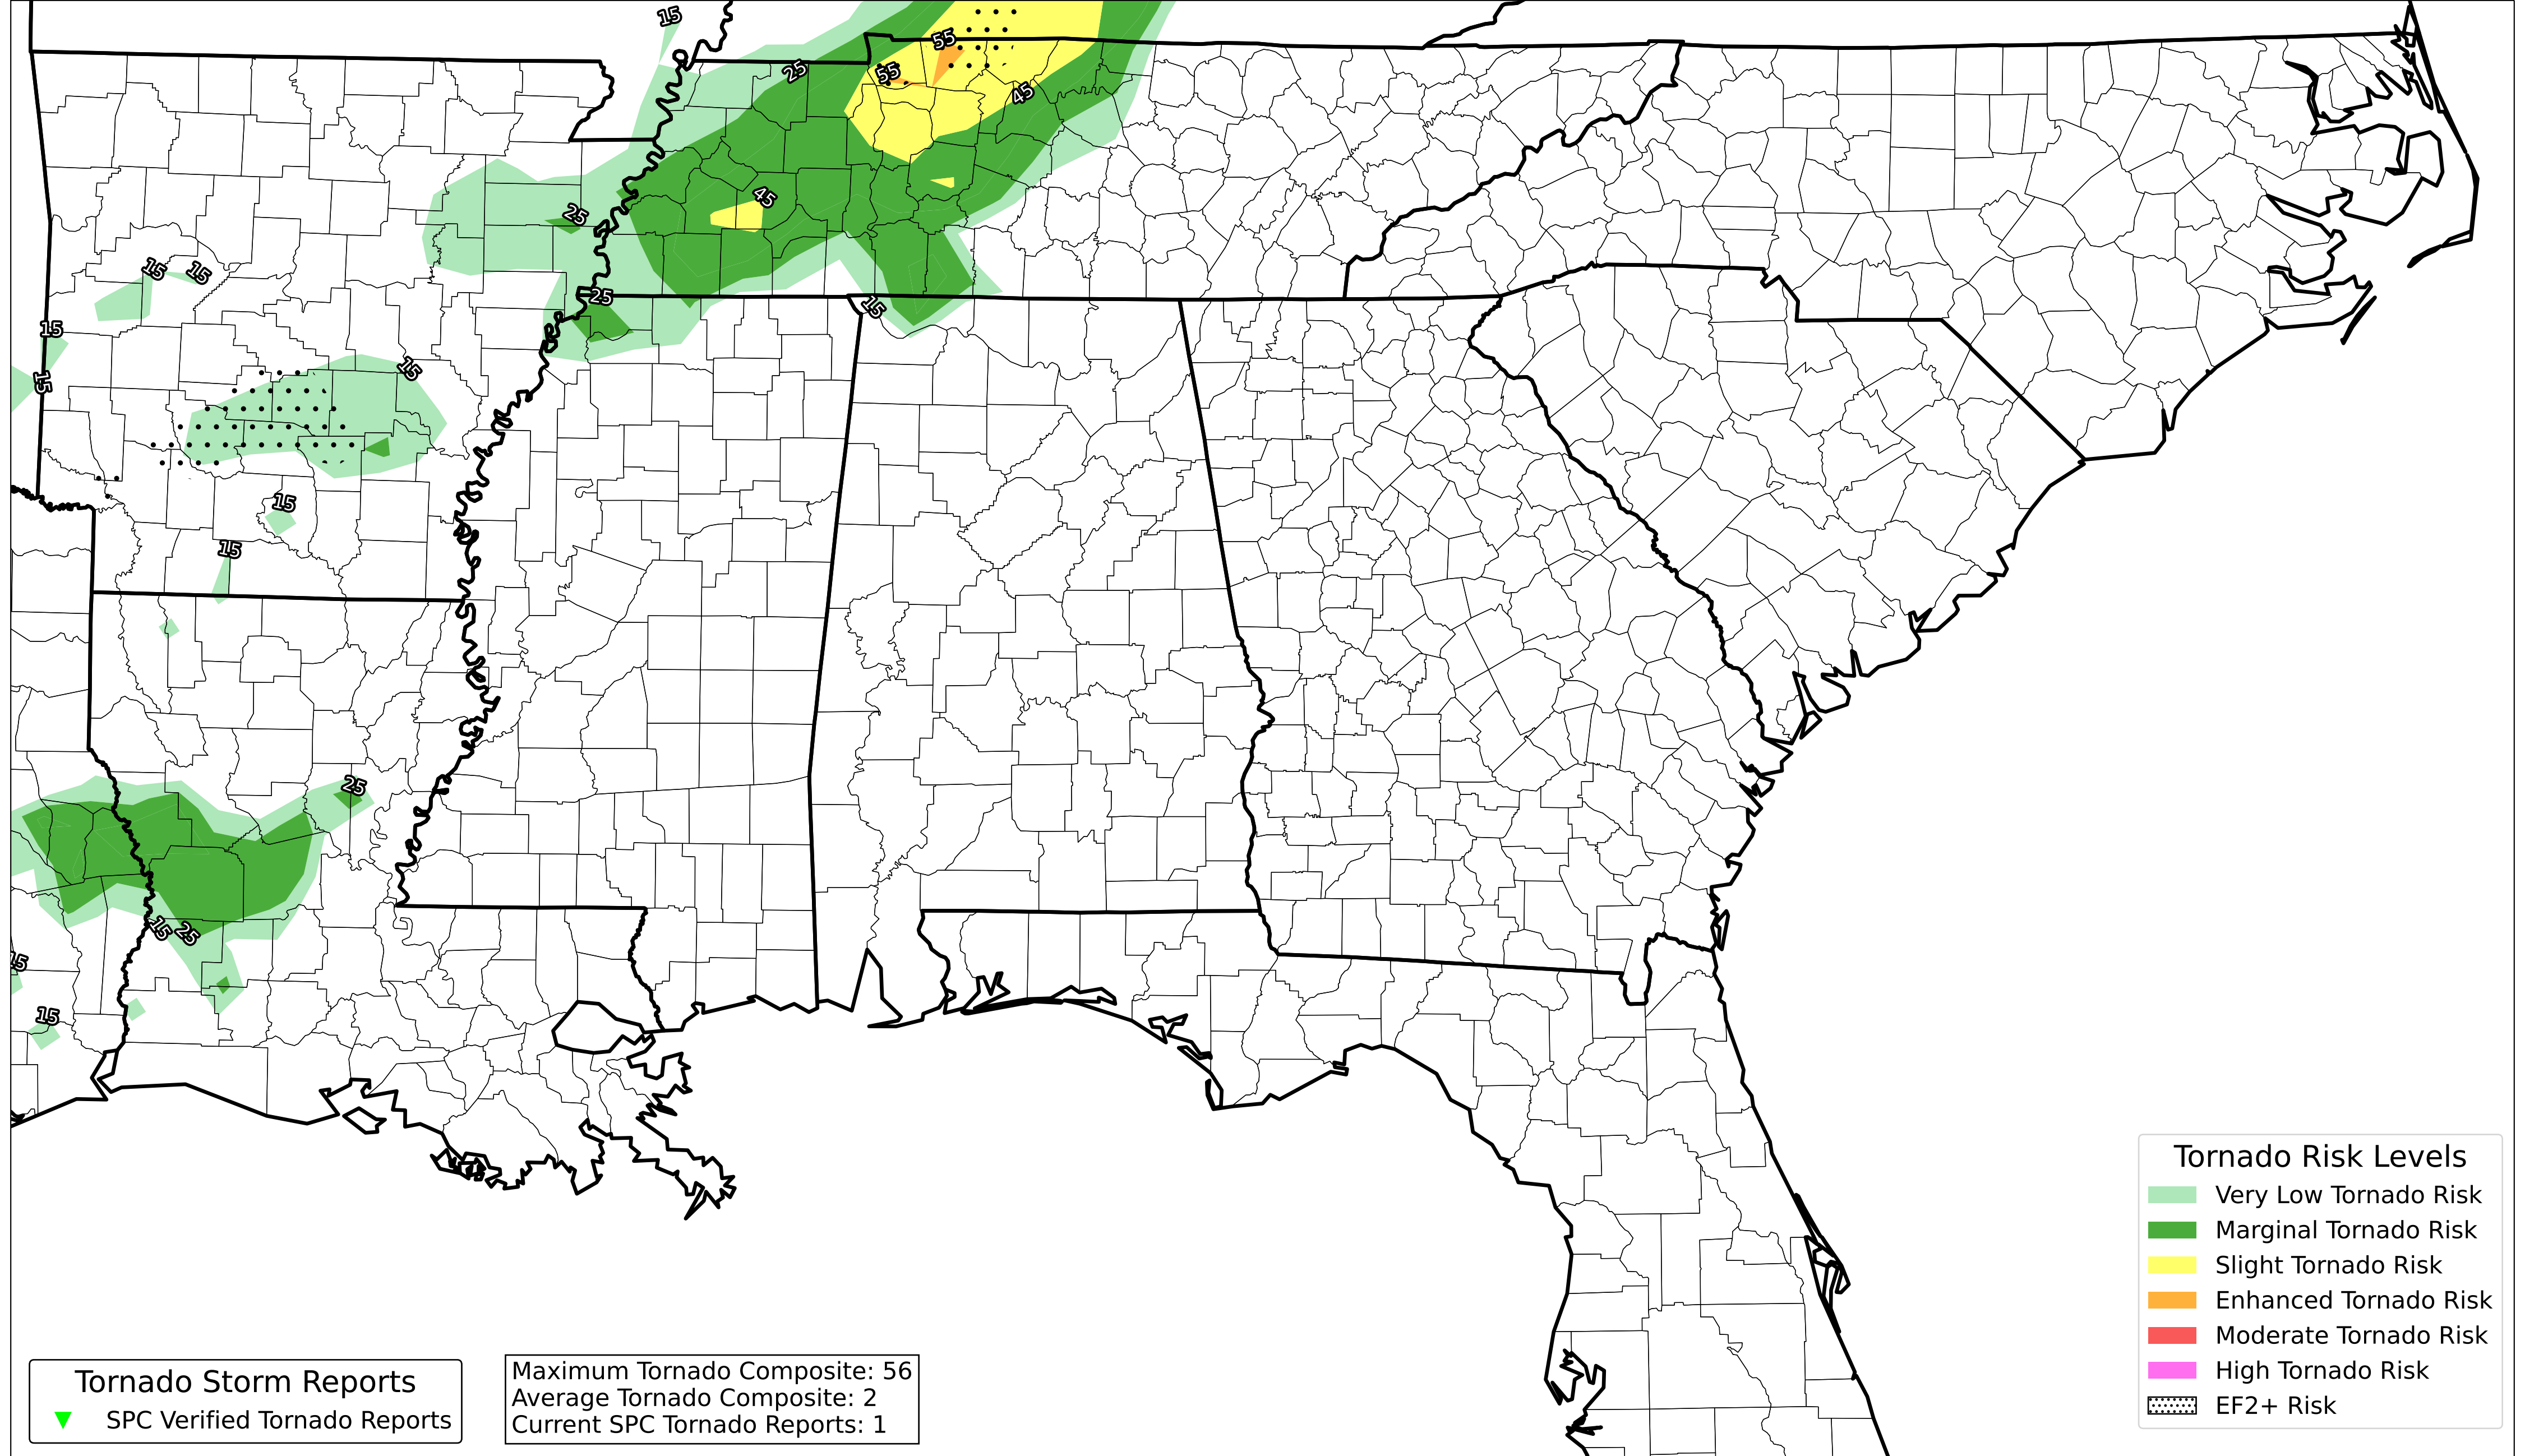 15
55
25
55
45
45
25
15
15
25
15
15
15
15
15
15
25
15
25
15
15
Tornado Risk Levels
Very Low Tornado Risk
Marginal Tornado Risk
Slight Tornado Risk
Enhanced Tornado Risk
Moderate Tornado Risk
High Tornado Risk
EF2+ Risk
Tornado Storm Reports
SPC Verified Tornado Reports
Maximum Tornado Composite: 56
Average Tornado Composite: 2
Current SPC Tornado Reports: 1